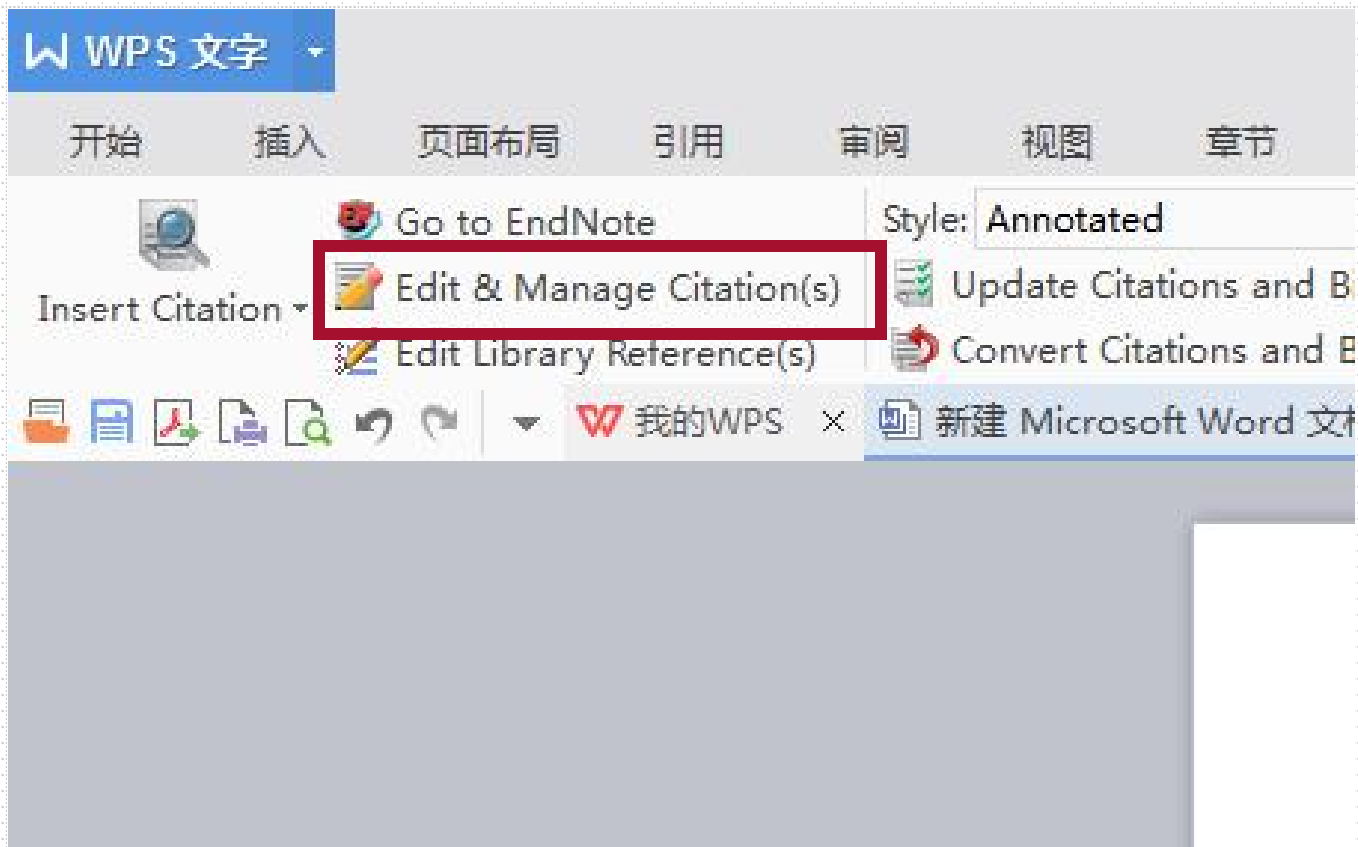 WPS 文字
开始 插入 页面布局 引用 审阅 视图 章节
Go to EndNote Style: Annotated
Insert Citation Edit & Manage Citation(s) Update Citations and B
Edit Library Reference(s) Convert Citations and B
我的WPS 新建 Microsoft Word 文